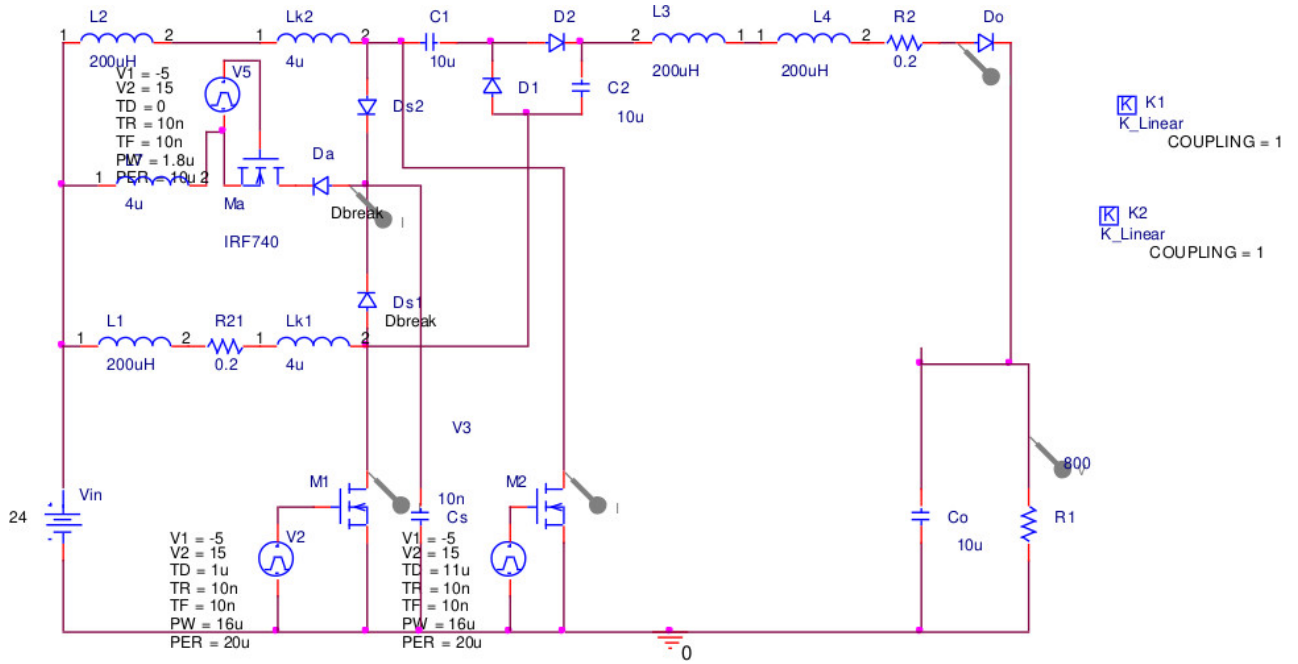 L2
Lk2
C1
D2
L3
L4
R2
Do
1
2
1
2
2
1
1
2
200uH
4u
10u
200uH
200uH
0.2
V5
V1 = -5
V2 = 15
TD = 0
TR = 10n
TF = 10n
PW = 1.8u
PER = 10u
Ds2
D1
C2
10u
K K1
K_Linear
COUPLING = 1
1
2
4u
Da
Ma
Dbreak
I
IRF740
K K2
K_Linear
COUPLING = 1
Ds1
Dbreak
L1
R21
Lk1
1
2
1
2
200uH
0.2
4u
V3
800
V
Vin
M1
10n
M2
24
Cs
I
Co
R1
10u
V2
V1 = -5
V2 = 15
TD = 1u
TR = 10n
TF = 10n
PW = 16u
PER = 20u
V1 = -5
V2 = 15
TD = 11u
TR = 10n
TF = 10n
PW = 16u
PER = 20u
0